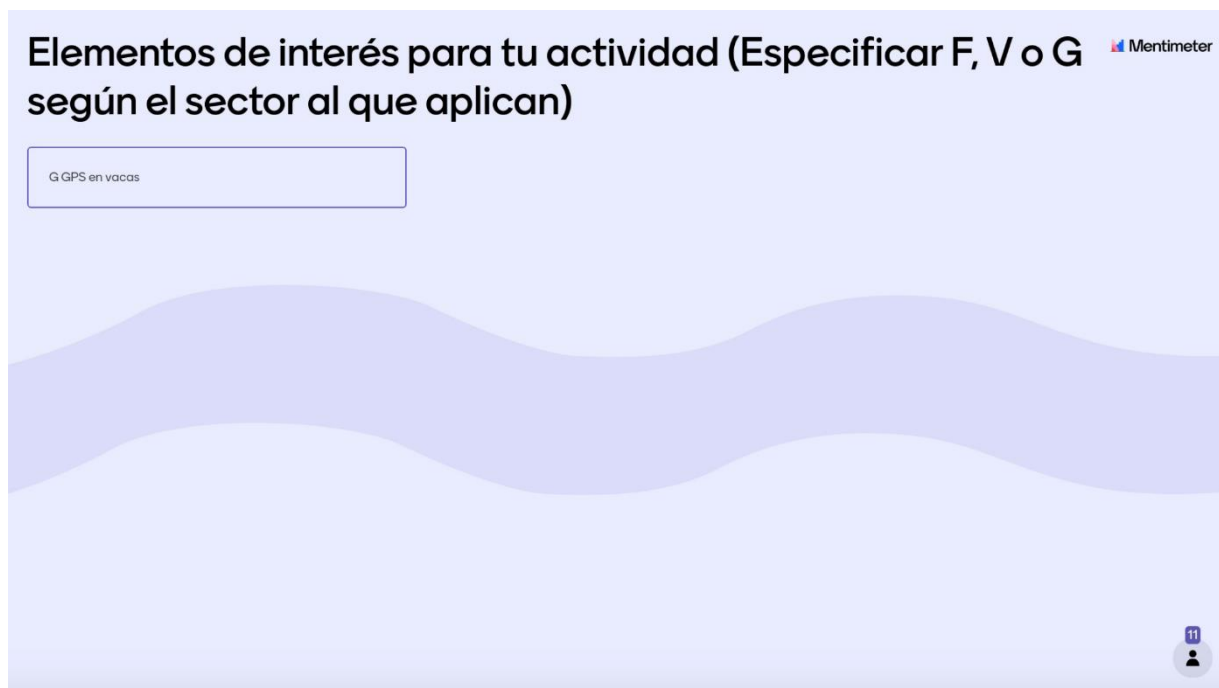 Elementos de interés para tu actividad (Especificar F, V o G
según el sector al que aplican)
Mentimeter
G GPS en vacas
11